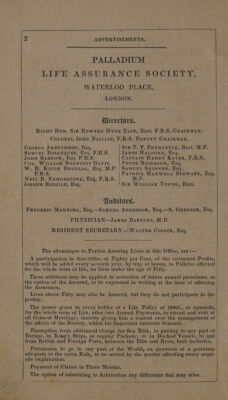 2
ADVERTISEMENTS.
PALLADIUM
LIFE ASSURANCE SOCIETY,
WATERLOO PLACE,
LONDON.
Directors.
RIGHT HON. SIR EDWARD HYDE EAST, BART. F.R.S. CHAIRMAN.
COLONEL JOHN BAILLIE, F.R.S. DEPUTY CHAIRMAN.
GEORGE ARBUTHNOT, ESQ.
SAMUEL BOSANQUET, ESQ. F.R.S.
JOHN BARROW, ESQ. F.R.S.
COL. WILLIAM BODYCOTT DAVIS.
W. R. KEITH DOUGLAS, ESQ. M.P. F.R.S.
NEIL B. EDMONSTONE, ESQ. F.R.S.
JOSEPH ESDAILE, ESQ.
SIR T. F. FREMANTLE, BART. M.P.
JAMES HALFORD, ESQ.
CAPTAIN HENRY KATER, F.R.S.
PETER REIERSON, ESQ.
SAMUEL SKINNER, ESQ.
PATRICK MAXWELL STEWART, ESQ. M.P.
SIR WILLIAM YOUNG, BART.
Auditors.
FREDERIC MANNING, ESQ.—SAMUEL ANDERSON, ESQ.—S. GREGSON, ESQ.
PHYSICIAN—JAMES BARTLET, M.D.
RESIDENT SECRETARY—WALTER COSSER, ESQ.
The advantages to Parties Assuring Lives at this Office, are:—
A participation in four-fifths, or Eighty per Cent. of the estimated Profits,
which will be added every seventh year, by way of bonus, to Policies effected
for the whole term of life, on lives under the age of Fifty.
These additions may be applied in reduction of future annual premiums, at
the option of the Assured, to be expressed in writing at the time of effecting
the Assurance.
Lives above Fifty may also be Assured, but they do not participate in the
profits.
The power given to every holder of a Life Policy of 1000l., or upwards,
for the whole term of Life, after two Annual Payments, to attend and vote at
all General Meetings; thereby giving him a control over the management of
the affairs of the Society, which his important interests demand.
Exemption from additional charge for Sea Risk, in passing to any part of
Europe, in King's Ships, or regular Packets; or in Decked Vessels, to and
from British and Foreign Ports, between the Elbe and Brest, both inclusive.
Permission to go to any part of the World, on payment of a premium
adequate to the extra Risk, to be settled by the parties effecting every
Payment of Claims in Three Months.
The option of submitting to Arbitration any difference that may arise.